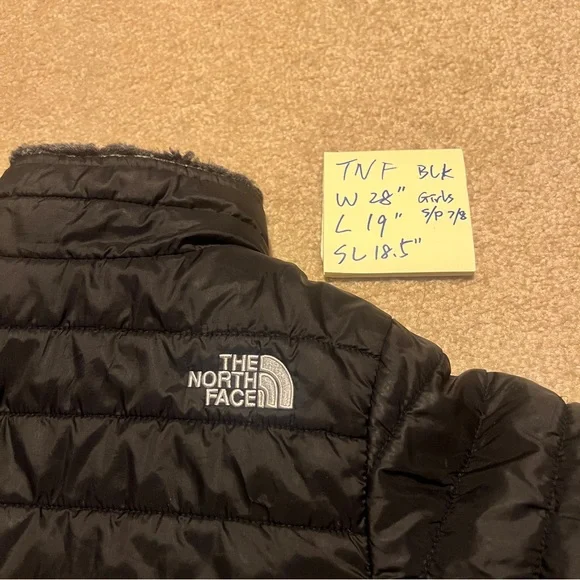 TNF BLK
W 28" Girls
L 19" S/P 7/8
SL 18.5"
THE
NORTH
FACE